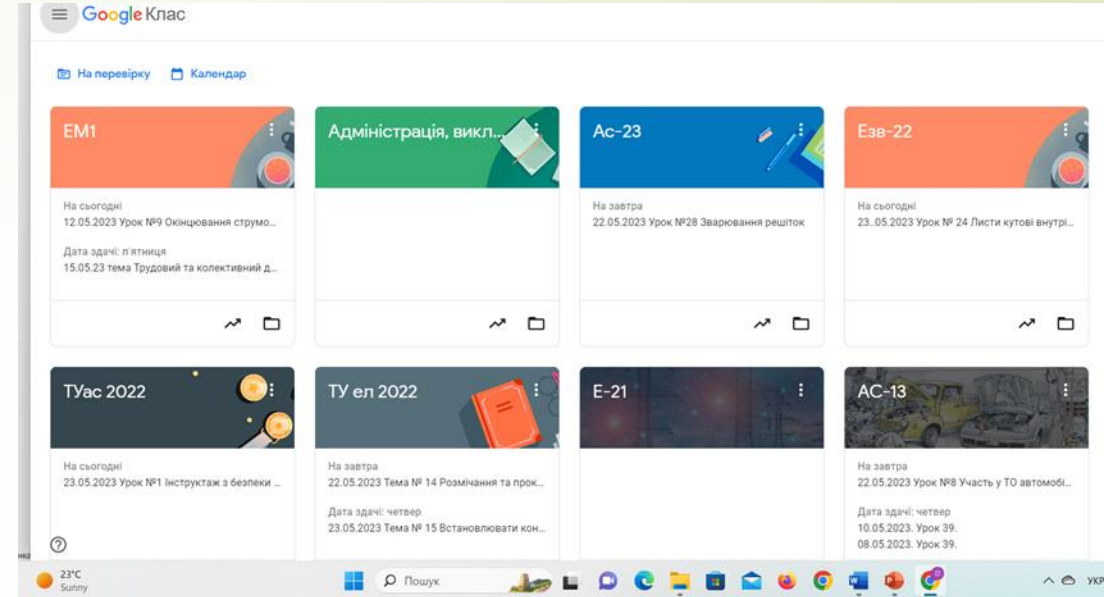 Google Клас
На перевірку Календар
ЕМ1
На сьогодні
12.05.2023 Урок №9 Окінцювання струмо...
Дата здачі: п'ятниця
15.05.23 тема Трудовий та колективний д...
Адміністрація, викл...
Ас-23
На завтра
22.05.2023 Урок №28 Зварювання решіток
Езв-22
На сьогодні
23..05.2023 Урок № 24 Листи кутові внутрі...
ТУас 2022
На сьогодні
23.05.2023 Урок №1 Інструктаж з безпеки ...
ТУ ел 2022
На завтра
22.05.2023 Тема № 14 Розмічання та прок...
Дата здачі: четвер
23.05.2023 Тема № 15 Встановлювати кон...
Е-21
АС-13
На завтра
22.05.2023 Урок №8 Участь у ТО автомобі...
Дата здачі: четвер
10.05.2023. Урок 39.
08.05.2023. Урок 39.
23°C
Sunny
Пошук
УКР